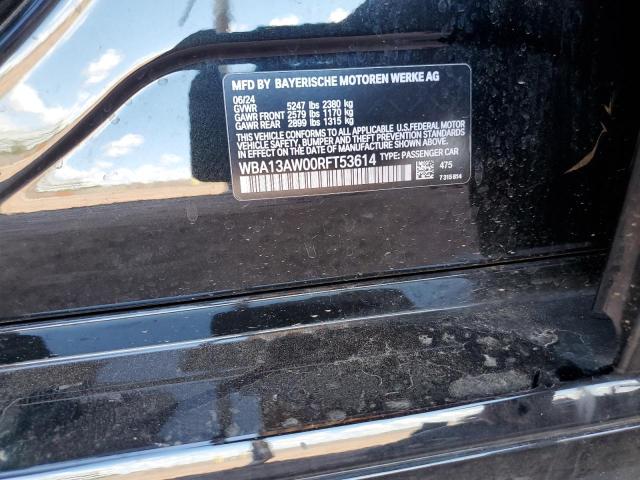 MFD BY BAYERISCHE MOTOREN WERKE AG
06/24
GVWR 5247 lbs 2380 kg
GAWR FRONT 2579 lbs 1170 kg
GAWR REAR 2899 lbs 1315 kg
THIS VEHICLE CONFORMS TO ALL APPLICABLE U.S.FEDERAL MOTOR
VEHICLE SAFETY, BUMPER AND THEFT PREVENTION STANDARDS
IN EFFECT ON THE DATE OF MANUFACTURE SHOWN ABOVE.
WBA13AW00RFT53614 TYPE: PASSENGER CAR
475
7315814